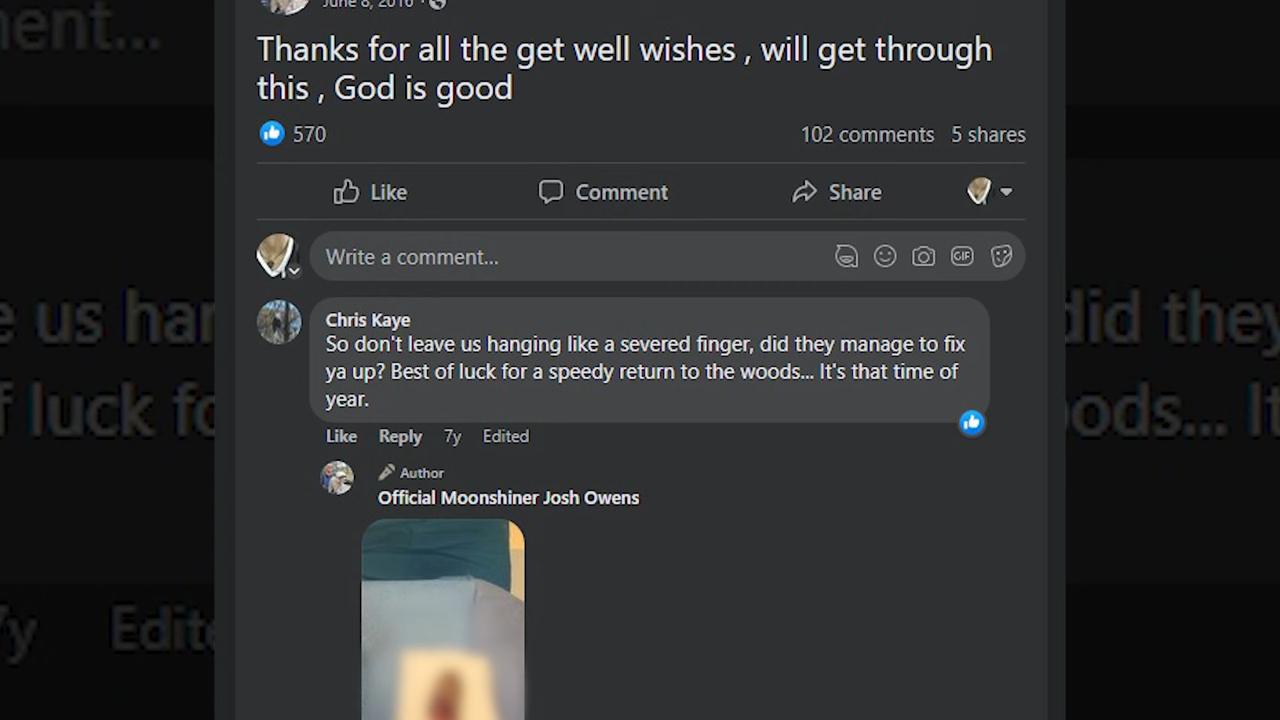 June 8, 2016 ·
Thanks for all the get well wishes , will get through
this , God is good
570
102 comments 5 shares
Like
Comment
Share
Write a comment...
GIF
Chris Kaye
So don't leave us hanging like a severed finger, did they manage to fix
ya up? Best of luck for a speedy return to the woods... It's that time of
year.
Like Reply 7y Edited
Author
Official Moonshiner Josh Owens